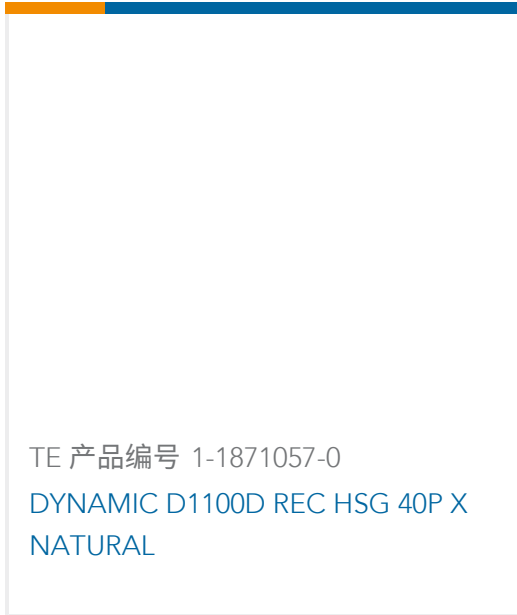 TE 产品编号 1-1871057-0
DYNAMIC D1100D REC HSG 40P X
NATURAL